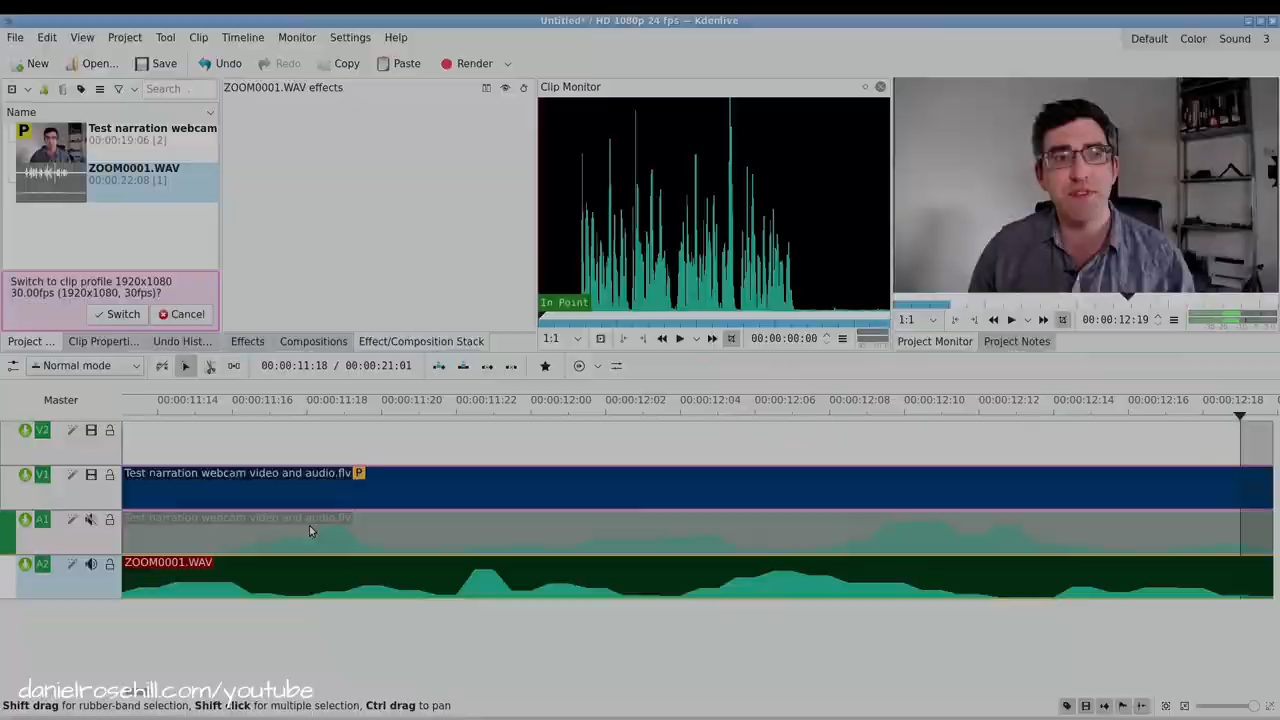 Untitled* / HD 1080p 24 fps — Kdenlive
File Edit View Project Tool Clip Timeline Monitor Settings Help
Default Color Sound 3
New Open... Save Undo Redo Copy Paste Render
Search
ZOOM0001.WAV effects
Clip Monitor
Name
P
Test narration webcam
00:00:19:06 [2]
ZOOM0001.WAV
00:00:22:08 [1]
Switch to clip profile 1920x1080
30.00fps (1920x1080, 30fps)?
Switch Cancel
In Point
1:1 00:00:00:00
1:1 00:00:12:19
Project ... Clip Properti... Undo Hist... Effects Compositions Effect/Composition Stack
Project Monitor Project Notes
Normal mode 00:00:11:18 / 00:00:21:01
Master 00:00:11:14 00:00:11:16 00:00:11:18 00:00:11:20 00:00:11:22 00:00:12:00 00:00:12:02 00:00:12:04 00:00:12:06 00:00:12:08 00:00:12:10 00:00:12:12 00:00:12:16 00:00:12:18
V2
V1 Test narration webcam video and audio.flv P
A1 Test narration webcam video and audio.flv
A2 ZOOM0001.WAV
danielrosehill.com/youtube
Shift drag for rubber-band selection, Shift click for multiple selection, Ctrl drag to pan